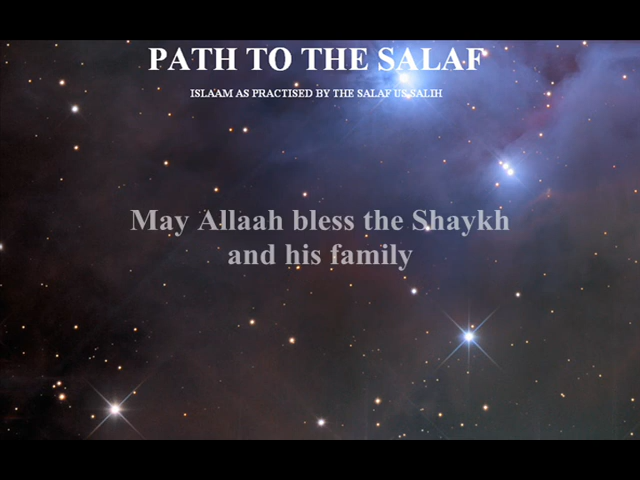 PATH TO THE SALAF
ISLAAM AS PRACTISED BY THE SALAF US SALIH
May Allaah bless the Shaykh
and his family